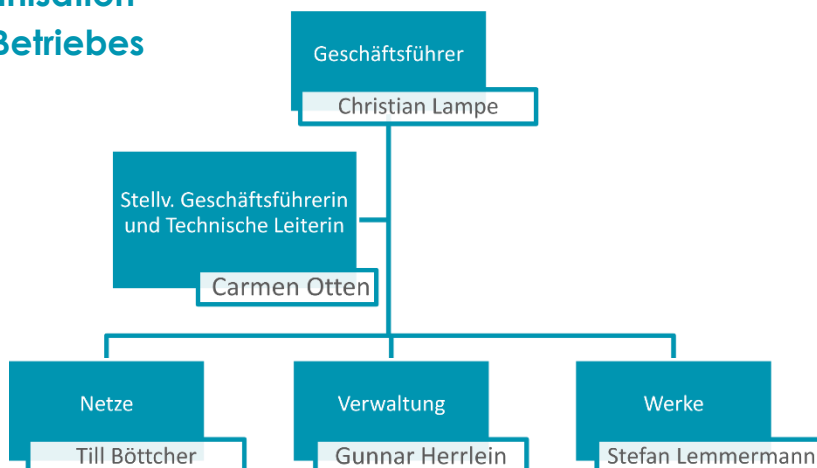 nisation
Betriebes
Geschäftsführer
Christian Lampe
Stellv. Geschäftsführerin
und Technische Leiterin
Carmen Otten
Netze
Till Böttcher
Verwaltung
Gunnar Herrlein
Werke
Stefan Lemmermann